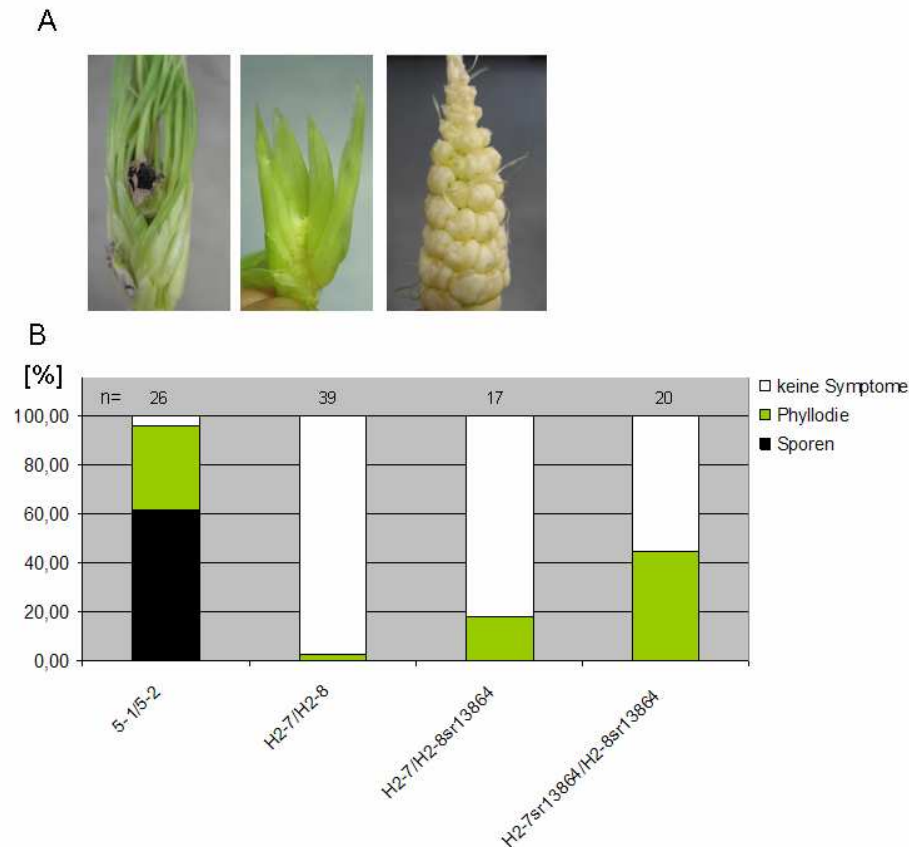 A
B
[%]
n= 26 39 17 20
keine Symptome
Phyllodie
Sporen
100,00
80,00
60,00
40,00
20,00
0,00
5-1/5-2
H2-7/H2-8
H2-7/H2-8sr13864
H2-7sr13864/H2-8sr13864